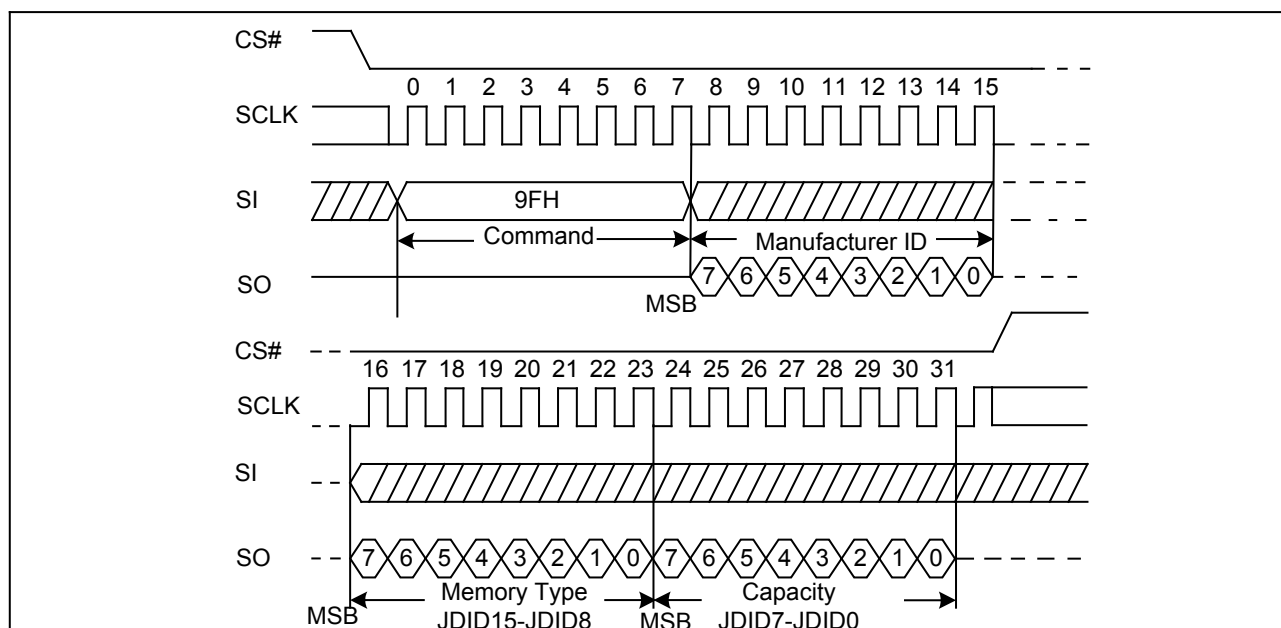 CS#
0 1 2 3 4 5 6 7 8 9 10 11 12 13 14 15
SCLK
SI 9FH
Command Manufacturer ID
SO 7 6 5 4 3 2 1 0
MSB
CS#
16 17 18 19 20 21 22 23 24 25 26 27 28 29 30 31
SCLK
SI
SO 7 6 5 4 3 2 1 0 7 6 5 4 3 2 1 0
Memory Type Capacity
MSB JDID15-JDID8 MSB JDID7-JDID0